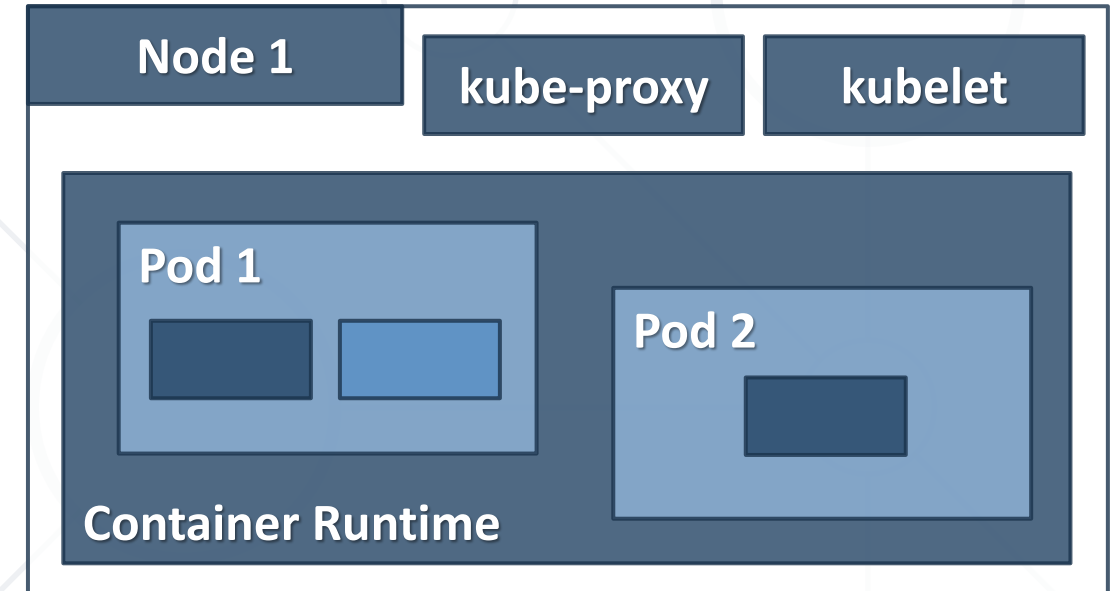 Node 1
kube-proxy
kubelet
Pod 1
Pod 2
Container Runtime